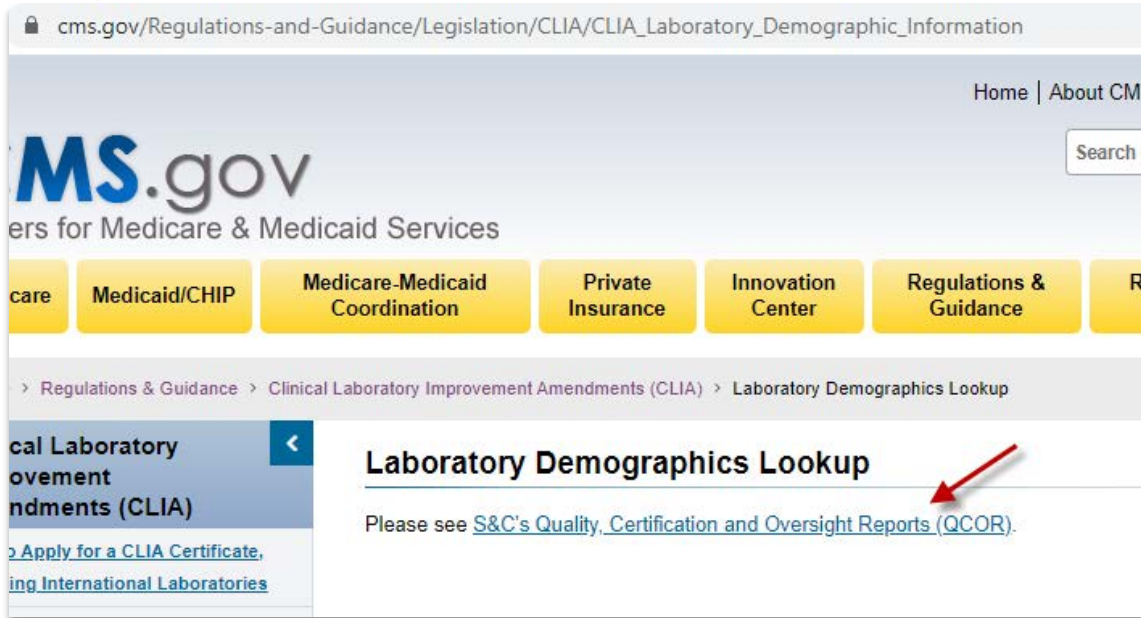 cms.gov/Regulations-and-Guidance/Legislation/CLIA/CLIA_Laboratory_Demographic_Information
Home | About CM
MS.gov
Search
ers for Medicare & Medicaid Services
care
Medicaid/CHIP
Medicare-Medicaid
Coordination
Private
Insurance
Innovation
Center
Regulations &
Guidance
R
> Regulations & Guidance > Clinical Laboratory Improvement Amendments (CLIA) > Laboratory Demographics Lookup
cal Laboratory
ovement
ndments (CLIA)
o Apply for a CLIA Certificate,
ing International Laboratories
Laboratory Demographics Lookup
Please see S&C's Quality, Certification and Oversight Reports (QCOR).